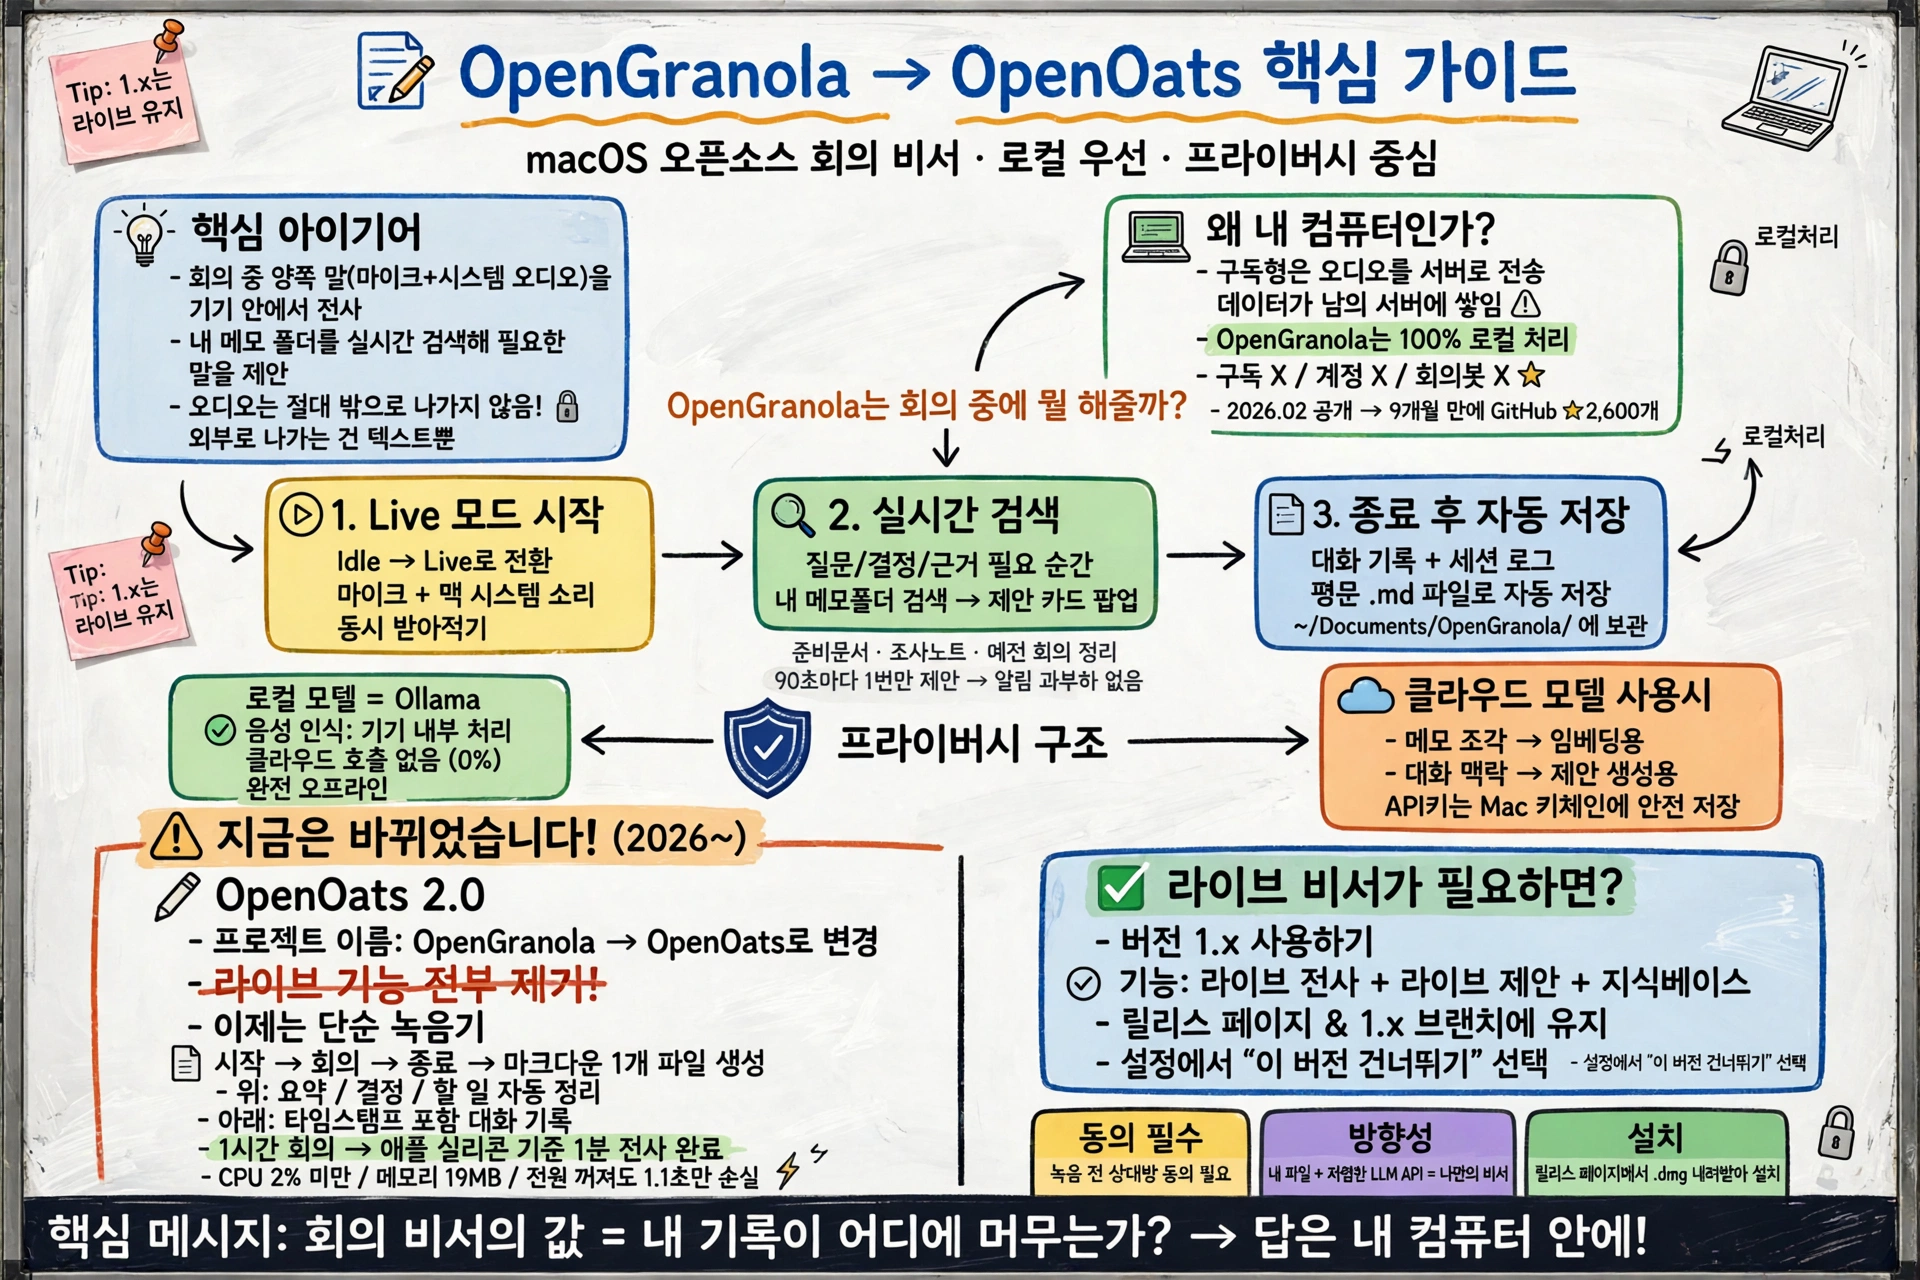 Tip: 1.x는
라이브 유지
OpenGranola → OpenOats 핵심 가이드
macOS 오픈소스 회의 비서 · 로컬 우선 · 프라이버시 중심
핵심 아이기어
- 회의 중 양쪽 말(마이크+시스템 오디오)을
기기 안에서 전사
- 내 메모 폴더를 실시간 검색해 필요한
말을 제안
- 오디오는 절대 밖으로 나가지 않음!
외부로 나가는 건 텍스트뿐
왜 내 컴퓨터인가?
- 구독형은 오디오를 서버로 전송
데이터가 남의 서버에 쌓임 ⚠
- OpenGranola는 100% 로컬 처리
- 구독 X / 계정 X / 회의봇 X ⭐
- 2026.02 공개 → 9개월 만에 GitHub ⭐2,600개
로컬처리
OpenGranola는 회의 중에 뭘 해줄까?
로컬처리
1. Live 모드 시작
Idle → Live로 전환
마이크 + 맥 시스템 소리
동시 받아적기
2. 실시간 검색
질문/결정/근거 필요 순간
내 메모폴더 검색 → 제안 카드 팝업
준비문서 · 조사노트 · 예전 회의 정리
90초마다 1번만 제안 → 알림 과부하 없음
3. 종료 후 자동 저장
대화 기록 + 세션 로그
평문 .md 파일로 자동 저장
~/Documents/OpenGranola/ 에 보관
Tip:
Tip: 1.x는
라이브 유지
로컬 모델 = Ollama
음성 인식: 기기 내부 처리
클라우드 호출 없음 (0%)
완전 오프라인
프라이버시 구조
클라우드 모델 사용시
- 메모 조각 → 임베딩용
- 대화 맥락 → 제안 생성용
API키는 Mac 키체인에 안전 저장
지금은 바뀌었습니다! (2026~)
OpenOats 2.0
- 프로젝트 이름: OpenGranola → OpenOats로 변경
- 라이브 기능 전부 제거!
- 이제는 단순 녹음기
시작 → 회의 → 종료 → 마크다운 1개 파일 생성
- 위: 요약 / 결정 / 할 일 자동 정리
- 아래: 타임스탬프 포함 대화 기록
- 1시간 회의 → 애플 실리콘 기준 1분 전사 완료
- CPU 2% 미만 / 메모리 19MB / 전원 꺼져도 1.1초만 손실
라이브 비서가 필요하면?
- 버전 1.x 사용하기
기능: 라이브 전사 + 라이브 제안 + 지식베이스
- 릴리스 페이지 & 1.x 브랜치에 유지
- 설정에서 “이 버전 건너뛰기” 선택
- 설정에서 “이 버전 건너뛰기” 선택
동의 필수
녹음 전 상대방 동의 필요
방향성
내 파일 + 저렴한 LLM API = 나만의 비서
설치
릴리스 페이지에서 .dmg 내려받아 설치
핵심 메시지: 회의 비서의 값 = 내 기록이 어디에 머무는가? → 답은 내 컴퓨터 안에!